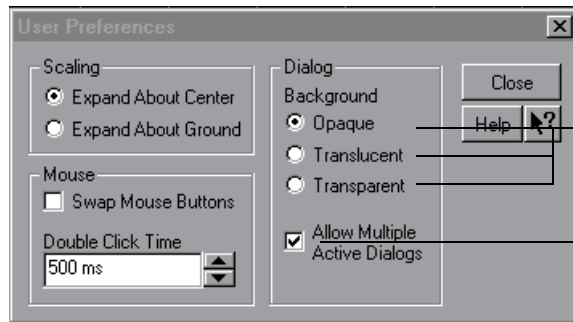 User Preferences
Scaling
Expand About Center
Expand About Ground
Mouse
Swap Mouse Buttons
Double Click Time
500 ms
Dialog
Background
Opaque
Translucent
Transparent
Allow Multiple
Active Dialogs
Close
Help
?